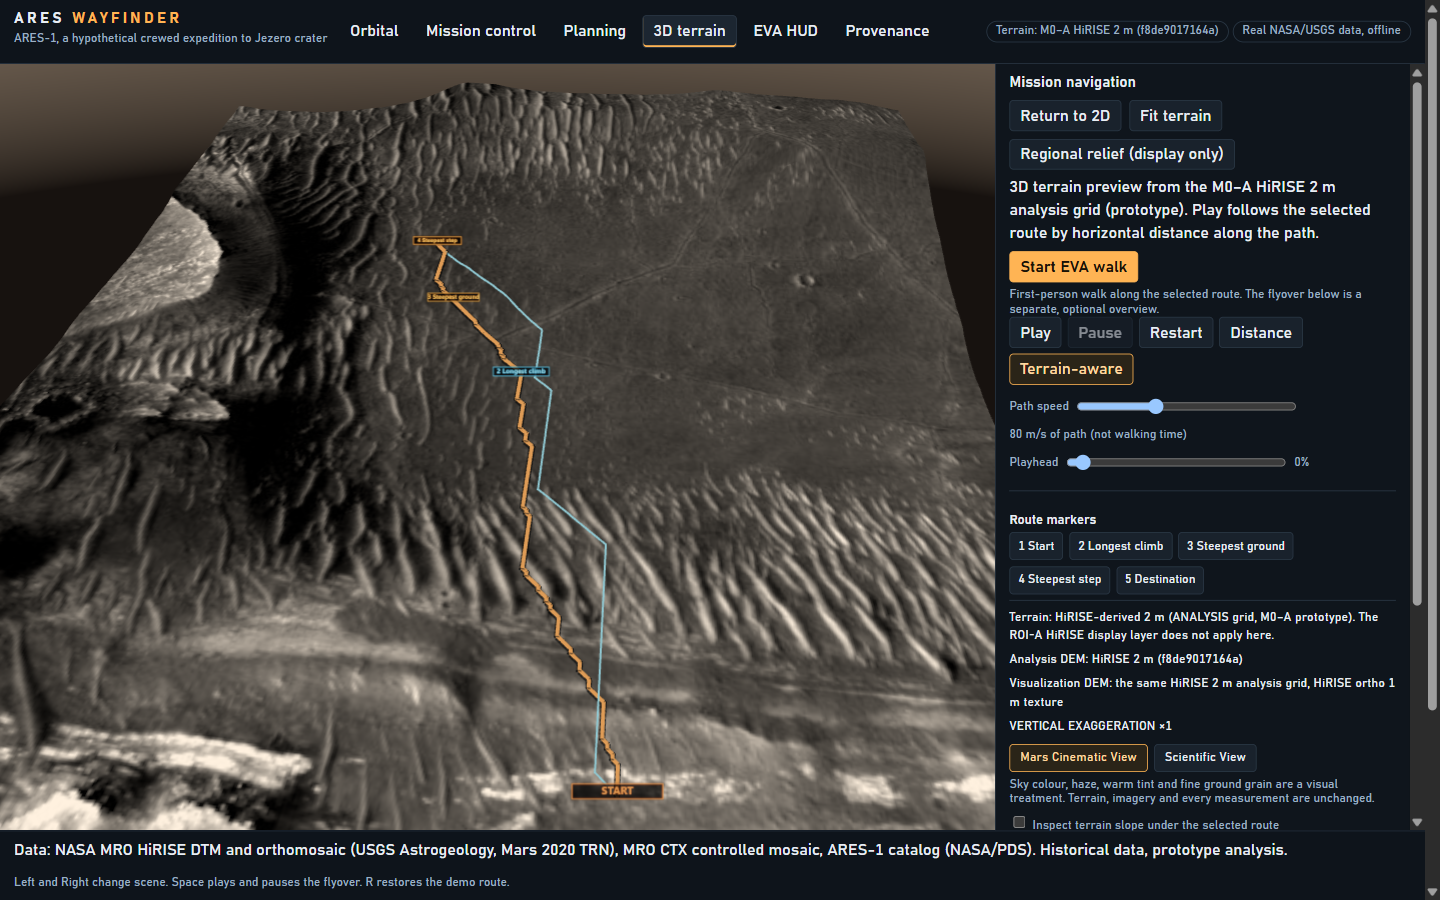 ARES WAYFINDER
ARES-1, a hypothetical crewed expedition to Jezero crater
Orbital
Mission control
Planning
3D terrain
EVA HUD
Provenance
Terrain: M0-A HiRISE 2 m (f8de9017164a)
Real NASA/USGS data, offline
4 Steepest step
3 Steepest ground
2 Longest climb
START
Mission navigation
Return to 2D
Fit terrain
Regional relief (display only)
3D terrain preview from the M0-A HiRISE 2 m
analysis grid (prototype). Play follows the selected
route by horizontal distance along the path.
Start EVA walk
First-person walk along the selected route. The flyover below is a
separate, optional overview.
Play
Pause
Restart
Distance
Terrain-aware
Path speed
80 m/s of path (not walking time)
Playhead
0%
Route markers
1 Start
2 Longest climb
3 Steepest ground
4 Steepest step
5 Destination
Terrain: HiRISE-derived 2 m (ANALYSIS grid, M0-A prototype). The
ROI-A HiRISE display layer does not apply here.
Analysis DEM: HiRISE 2 m (f8de9017164a)
Visualization DEM: the same HiRISE 2 m analysis grid, HiRISE ortho 1
m texture
VERTICAL EXAGGERATION ×1
Mars Cinematic View
Scientific View
Sky colour, haze, warm tint and fine ground grain are a visual
treatment. Terrain, imagery and every measurement are unchanged.
Inspect terrain slope under the selected route
Data: NASA MRO HiRISE DTM and orthomosaic (USGS Astrogeology, Mars 2020 TRN), MRO CTX controlled mosaic, ARES-1 catalog (NASA/PDS). Historical data, prototype analysis.
Left and Right change scene. Space plays and pauses the flyover. R restores the demo route.